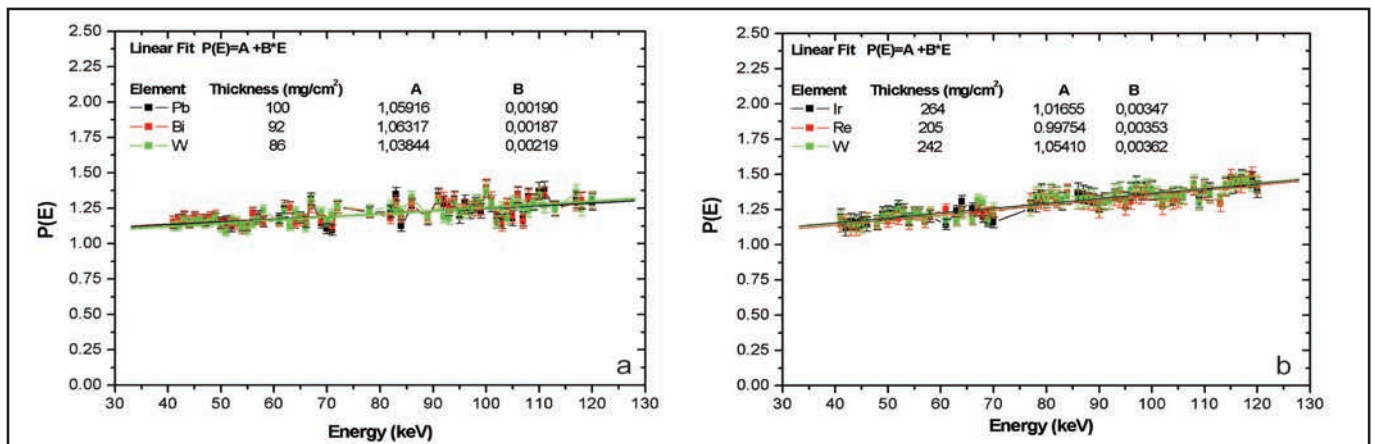 Linear Fit P(E)=A +B*E
Element Thickness (mg/cm²) A B
Pb 100 1,05916 0,00190
Bi 92 1,06317 0,00187
W 86 1,03844 0,00219
P(E)
2.50
2.25
2.00
1.75
1.50
1.25
1.00
0.75
0.50
0.25
0.00
30 40 50 60 70 80 90 100 110 120 130
Energy (keV)
a
Linear Fit P(E)=A +B*E
Element Thickness (mg/cm²) A B
Ir 264 1,01655 0,00347
Re 205 0.99754 0,00353
W 242 1,05410 0,00362
P(E)
2.50
2.25
2.00
1.75
1.50
1.25
1.00
0.75
0.50
0.25
0.00
30 40 50 60 70 80 90 100 110 120 130
Energy (keV)
b